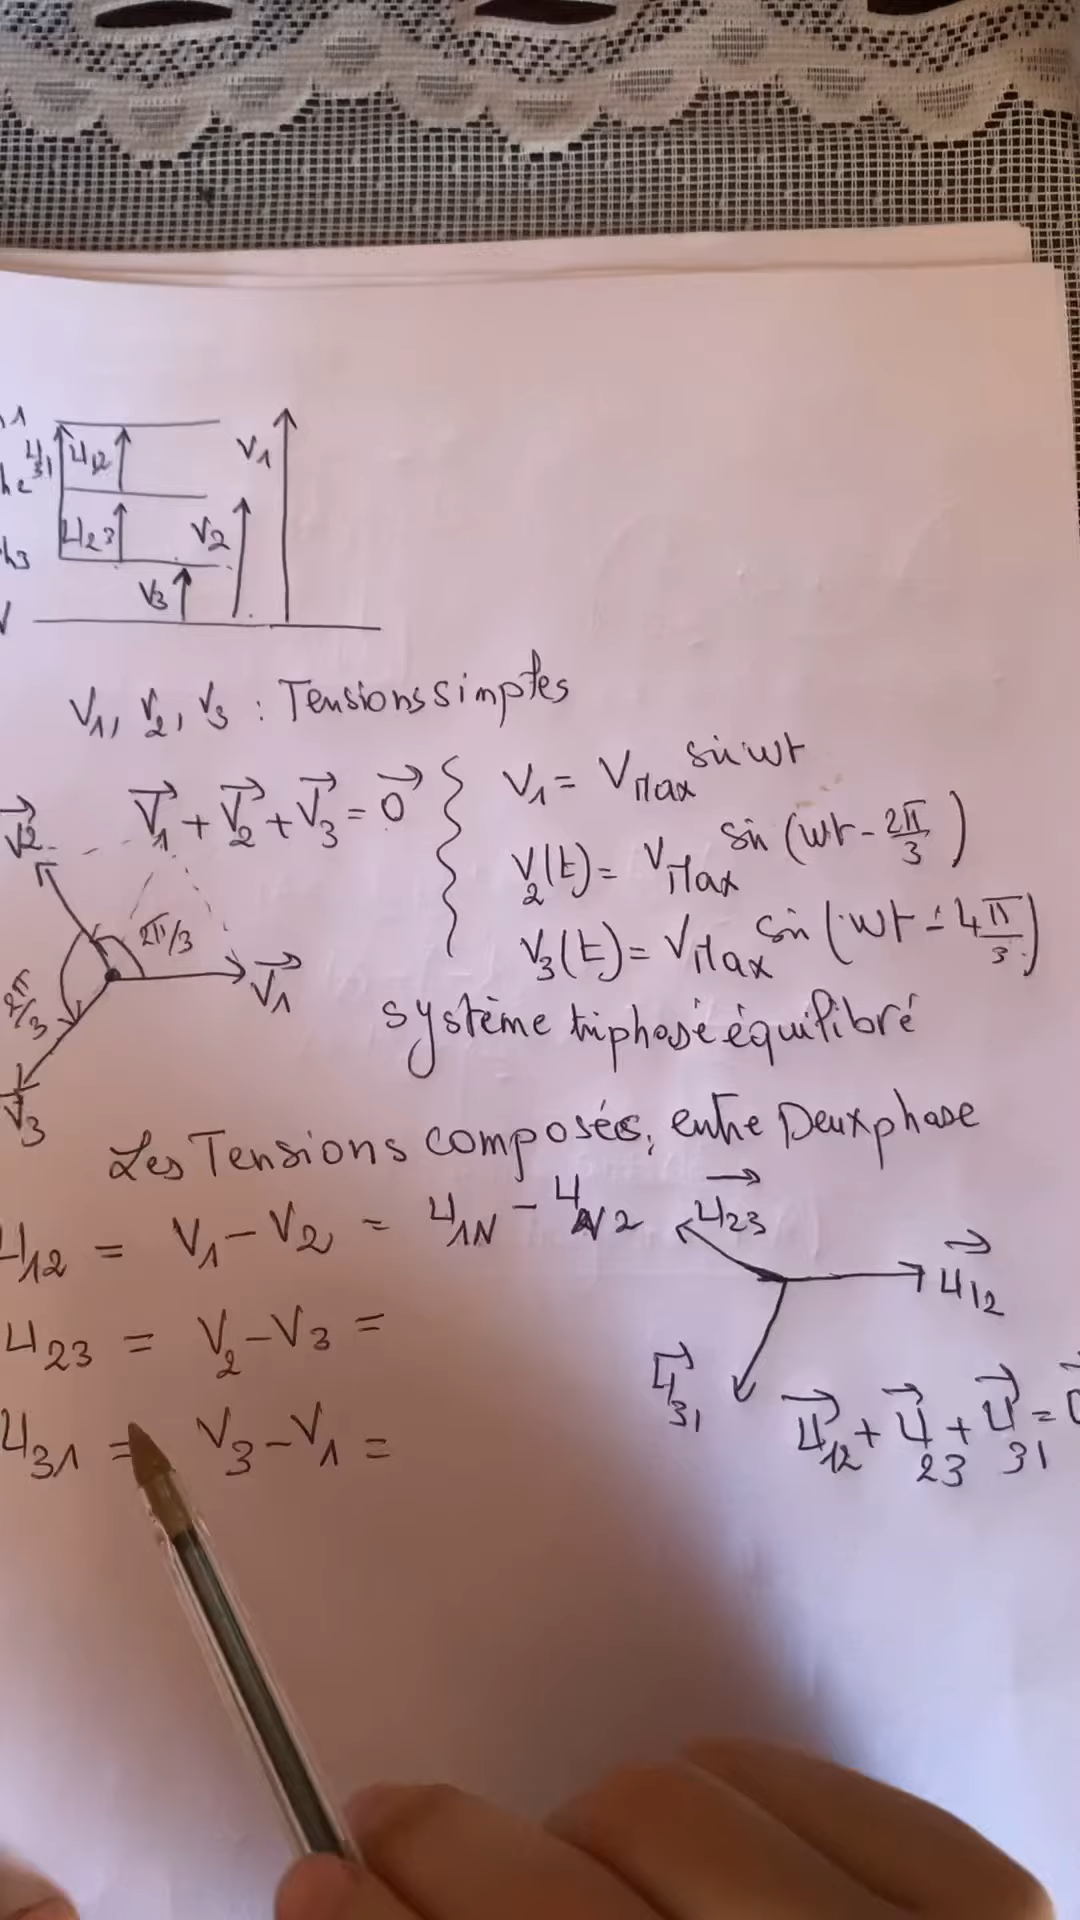 U31 U12 V1
U23 V2
V3
V1, V2, V3 : Tensions simples
V1 + V2 + V3 = 0
V1 = VMax sin wt
V2
V2(t) = VMax sin (wt - 2π/3)
2π/3
V3(t) = VMax sin (wt - 4π/3)
V1
2π/3
système triphasé équilibré
V3
Les Tensions composées, entre Deux phase
U12 = V1 - V2 = U1N - UN2
U23
U12
U23 = V2 - V3 =
U31
U12 + U23 + U31 = 0
U31 = V3 - V1 =